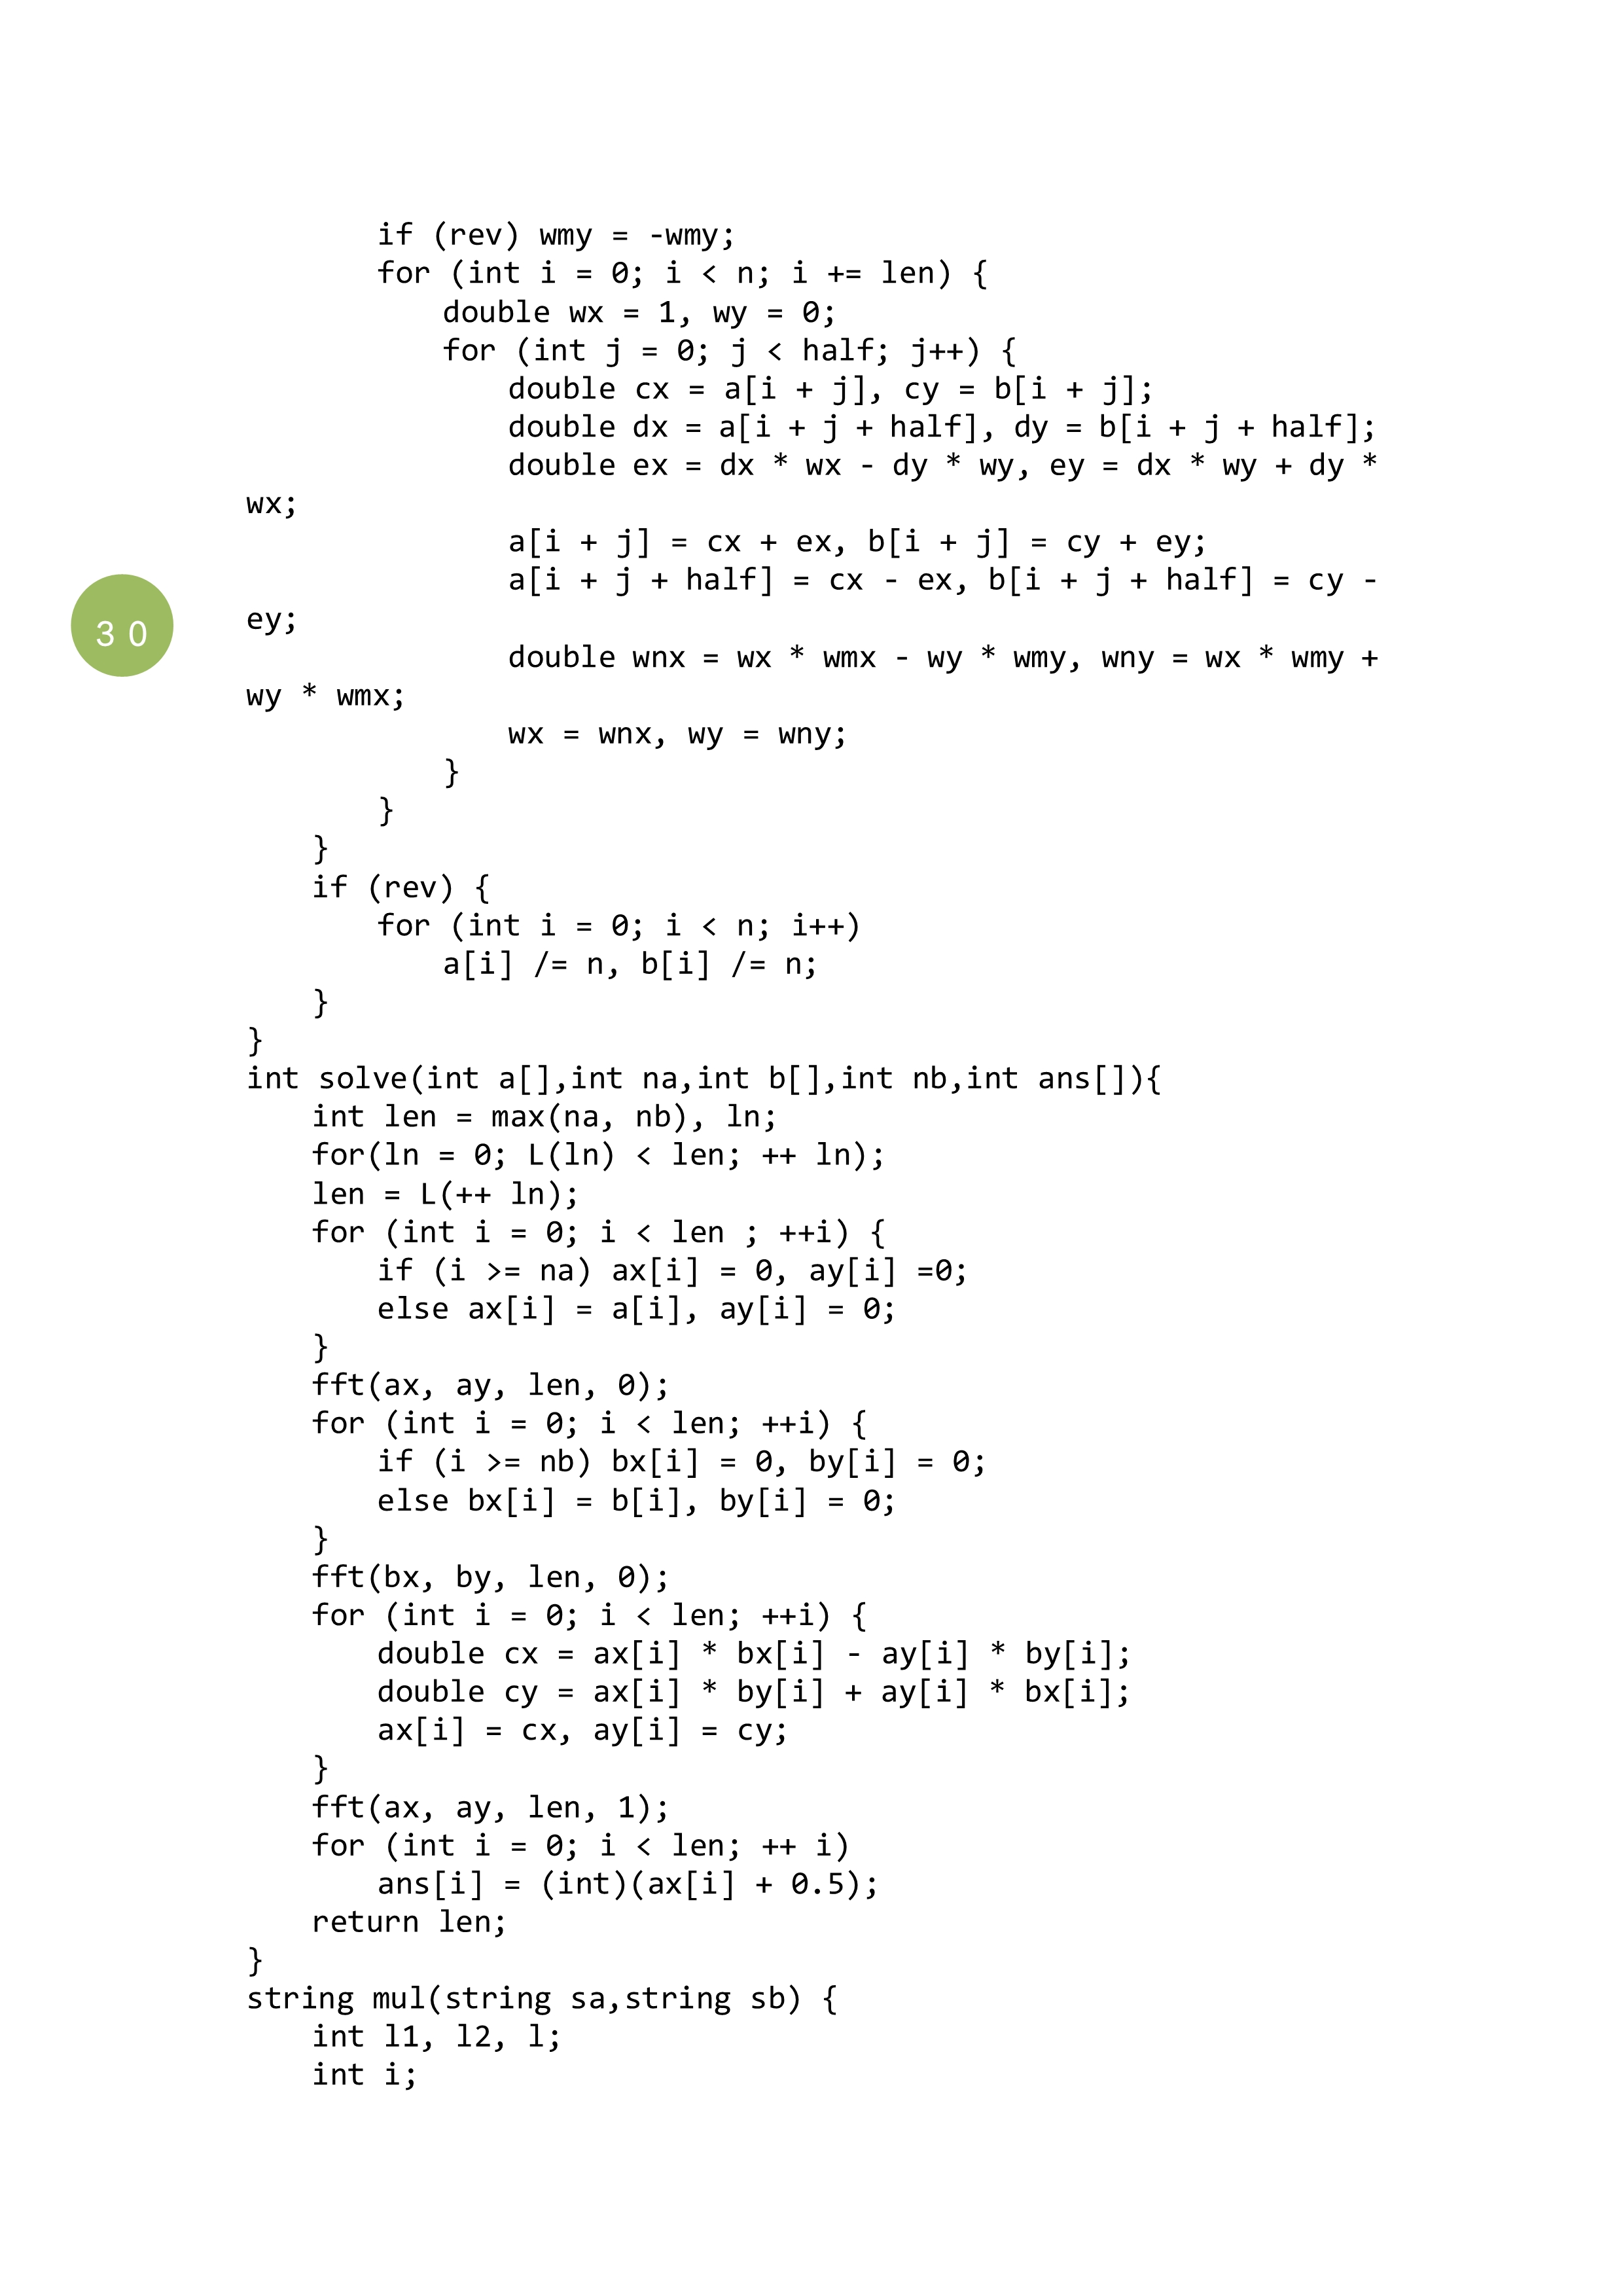 if (rev) wmy = -wmy;
for (int i = 0; i < n; i += len) {
double wx = 1, wy = 0;
for (int j = 0; j < half; j++) {
double cx = a[i + j], cy = b[i + j];
double dx = a[i + j + half], dy = b[i + j + half];
double ex = dx * wx - dy * wy, ey = dx * wy + dy *
wx;
a[i + j] = cx + ex, b[i + j] = cy + ey;
a[i + j + half] = cx - ex, b[i + j + half] = cy -
ey;
30
double wnx = wx * wmx - wy * wmy, wny = wx * wmy +
wy * wmx;
wx = wnx, wy = wny;
}
}
}
if (rev) {
for (int i = 0; i < n; i++)
a[i] /= n, b[i] /= n;
}
}
int solve(int a[],int na,int b[],int nb,int ans[]){
int len = max(na, nb), ln;
for(ln = 0; L(ln) < len; ++ ln);
len = L(++ ln);
for (int i = 0; i < len ; ++i) {
if (i >= na) ax[i] = 0, ay[i] =0;
else ax[i] = a[i], ay[i] = 0;
}
fft(ax, ay, len, 0);
for (int i = 0; i < len; ++i) {
if (i >= nb) bx[i] = 0, by[i] = 0;
else bx[i] = b[i], by[i] = 0;
}
fft(bx, by, len, 0);
for (int i = 0; i < len; ++i) {
double cx = ax[i] * bx[i] - ay[i] * by[i];
double cy = ax[i] * by[i] + ay[i] * bx[i];
ax[i] = cx, ay[i] = cy;
}
fft(ax, ay, len, 1);
for (int i = 0; i < len; ++ i)
ans[i] = (int)(ax[i] + 0.5);
return len;
}
string mul(string sa,string sb) {
int l1, l2, l;
int i;